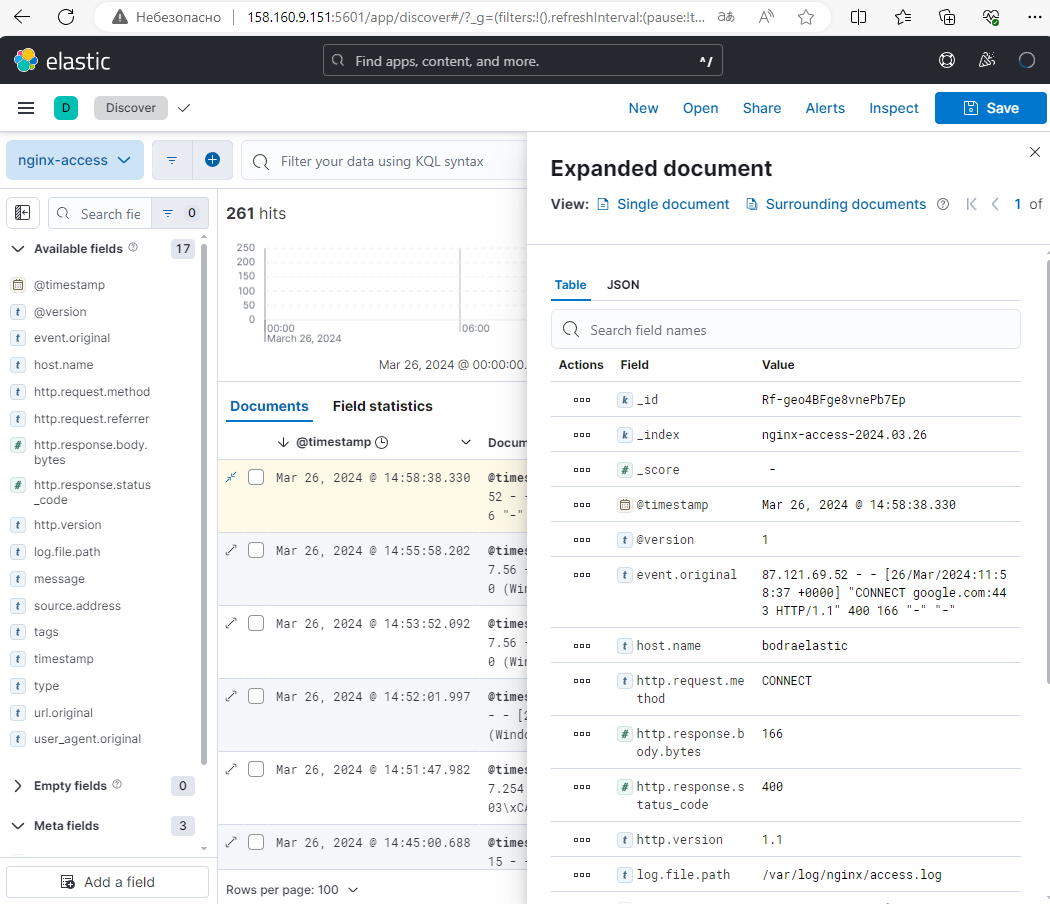 Небезопасно
158.160.9.151:5601/app/discover#/?_g=(filters:!(),refreshInterval:(pause:!t...
elastic
Find apps, content, and more.
^/
D
Discover
New
Open
Share
Alerts
Inspect
Save
nginx-access
Filter your data using KQL syntax
Search fie
0
Available fields
17
@timestamp
@version
event.original
host.name
http.request.method
http.request.referrer
http.response.body.
bytes
http.response.status
_code
http.version
log.file.path
message
source.address
tags
timestamp
type
url.original
user_agent.original
Empty fields
0
Meta fields
3
Add a field
261 hits
250
200
150
100
50
0
00:00
March 26, 2024
06:00
Mar 26, 2024 @ 00:00:00.
Documents
Field statistics
@timestamp
Docum
Mar 26, 2024 @ 14:58:38.330
@times
52 - -
6 "-"
Mar 26, 2024 @ 14:55:58.202
@times
7.56 -
0 (Win
Mar 26, 2024 @ 14:53:52.092
@times
7.56 -
0 (Win
Mar 26, 2024 @ 14:52:01.997
@times
- - [2
(Windo
Mar 26, 2024 @ 14:51:47.982
@times
7.254
03\xCA
Mar 26, 2024 @ 14:45:00.688
@times
15 - -
Rows per page: 100
Expanded document
View:
Single document
Surrounding documents
1 of
Table
JSON
Search field names
Actions Field Value
_id Rf-geo4BFge8vnePb7Ep
_index nginx-access-2024.03.26
_score -
@timestamp Mar 26, 2024 @ 14:58:38.330
@version 1
event.original 87.121.69.52 - - [26/Mar/2024:11:5
8:37 +0000] "CONNECT google.com:44
3 HTTP/1.1" 400 166 "-" "-"
host.name bodraelastic
http.request.me CONNECT
thod
http.response.b 166
ody.bytes
http.response.s 400
tatus_code
http.version 1.1
log.file.path /var/log/nginx/access.log